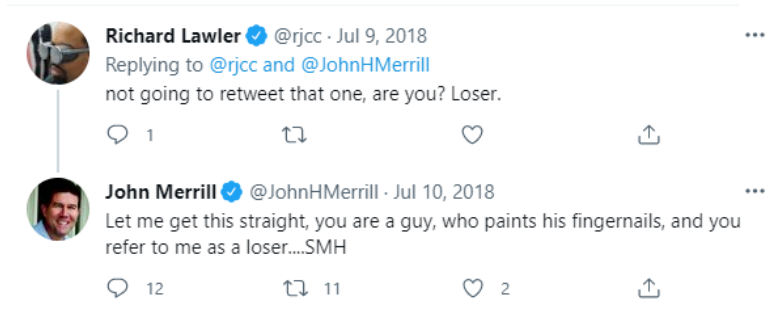 Richard Lawler @rjcc · Jul 9, 2018
Replying to @rjcc and @JohnHMerrill
not going to retweet that one, are you? Loser.
1
John Merrill @JohnHMerrill · Jul 10, 2018
Let me get this straight, you are a guy, who paints his fingernails, and you
refer to me as a loser....SMH
12 11 2